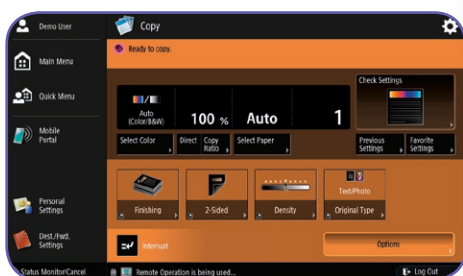 Demo User
Copy
Main Menu
Ready to copy.
Quick Menu
Check Settings
Auto
(Color/B&W)
100 %
Auto
1
Mobile
Portal
Select Color
Direct
Copy
Ratio
Select Paper
Previous
Settings
Favorite
Settings
Text/Photo
Personal
Settings
Finishing
2-Sided
Density
Original Type
Dest./Fwd.
Settings
Interrupt
Options
Status Monitor/Cancel
Remote Operation is being used...
Log Out